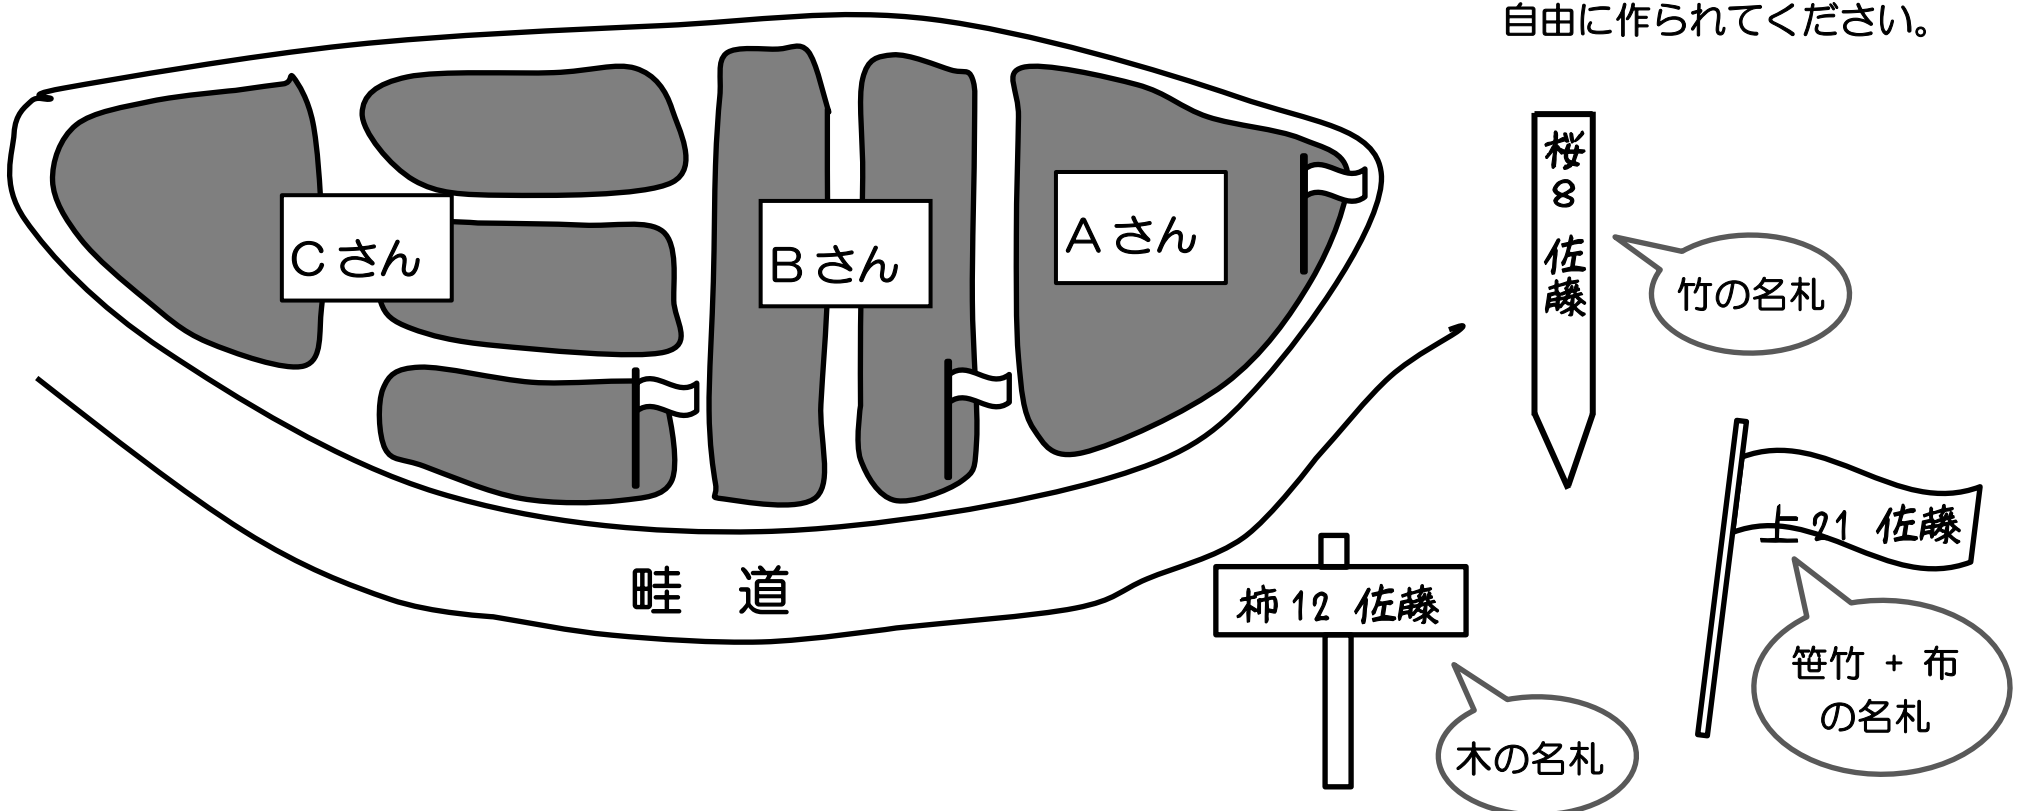 自由に作られてください。
Cさん
Bさん
Aさん
桜8 佐藤
竹の名札
上21 佐藤
畦 道
柿12 佐藤
笹竹 + 布
の名札
木の名札